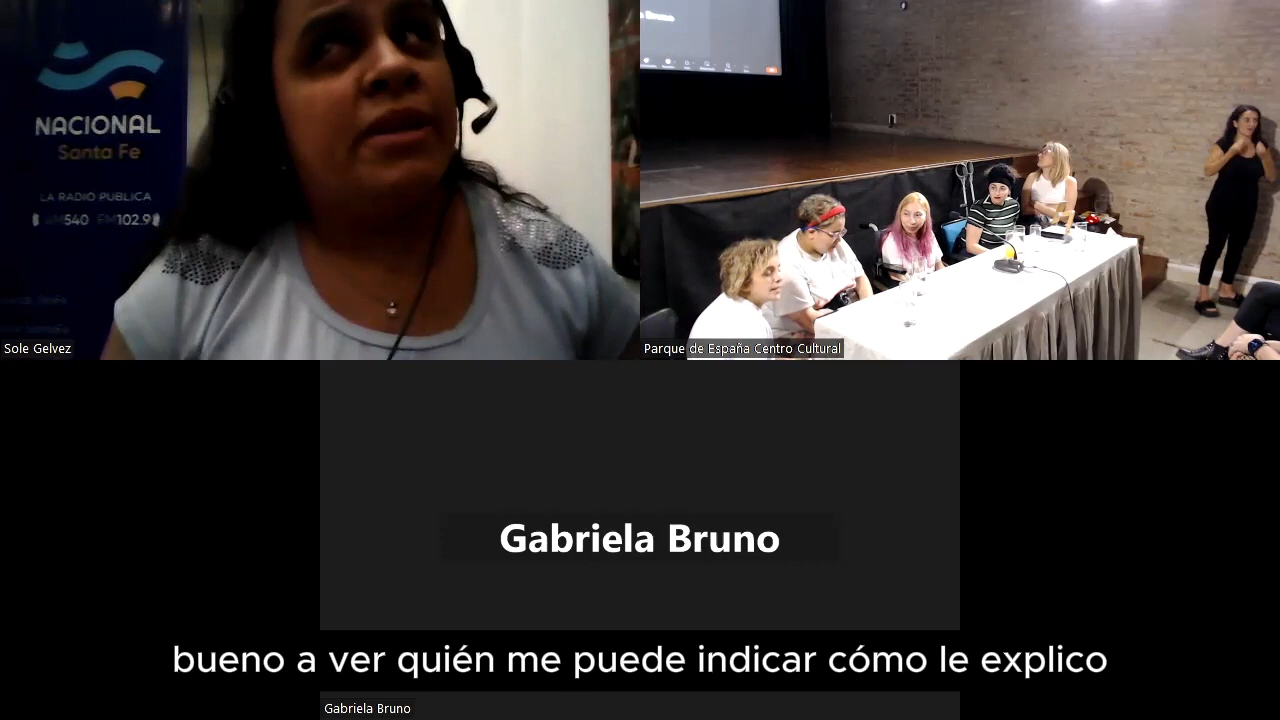 NACIONAL
Santa Fe
LA RADIO PUBLICA
AM540 FM102.9
Sole Gelvez
Parque de España Centro Cultural
Gabriela Bruno
bueno a ver quién me puede indicar cómo le explico
Gabriela Bruno